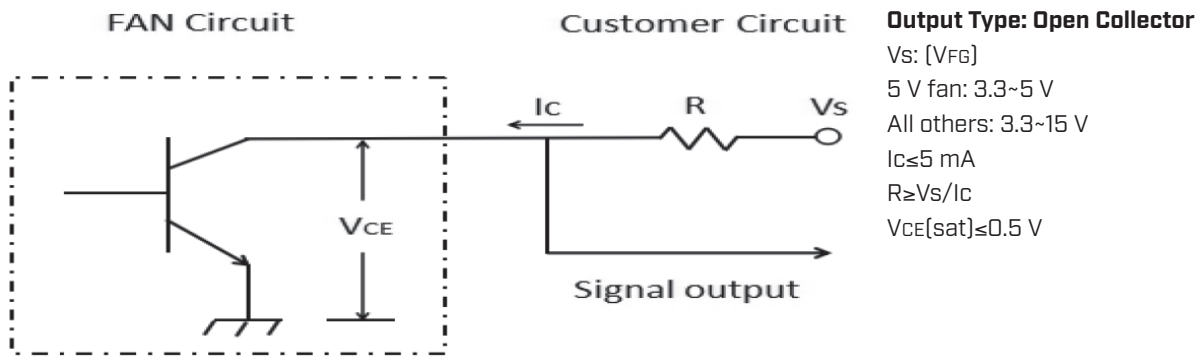 FAN Circuit
Customer Circuit
Ic
R
Vs
VCE
Signal output
Output Type: Open Collector
Vs: (VFG)
5 V fan: 3.3~5 V
All others: 3.3~15 V
Ic≤5 mA
R≥Vs/Ic
VCE(sat)≤0.5 V